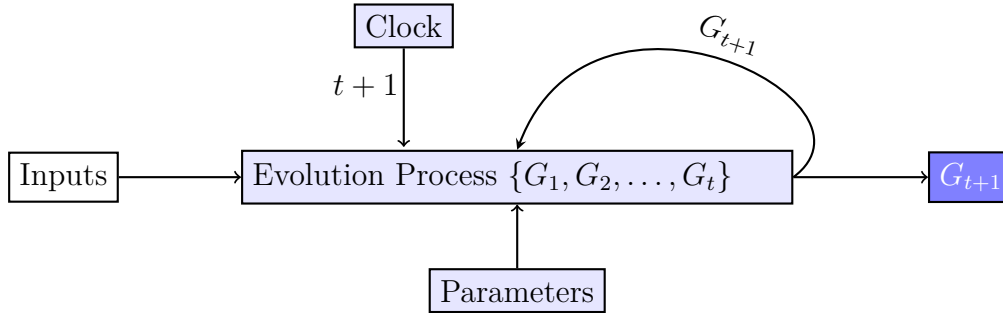 Clock
G_{t+1}
t + 1
Inputs
Evolution Process {G_1, G_2, . . . , G_t}
G_{t+1}
Parameters